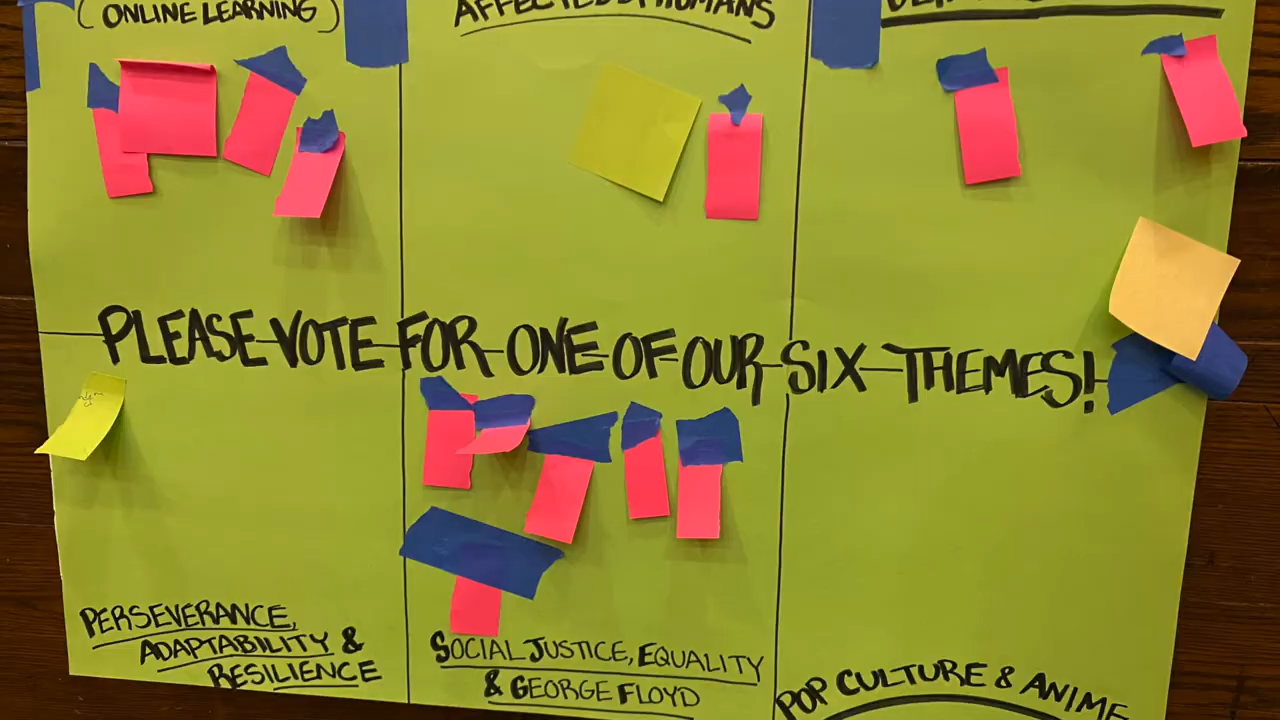 (ONLINE LEARNING)
AFFECTED BY HUMANS
PLEASE VOTE FOR ONE OF OUR SIX THEMES!
PERSEVERANCE,
ADAPTABILITY &
RESILIENCE
SOCIAL JUSTICE, EQUALITY
& GEORGE FLOYD
POP CULTURE & ANIME